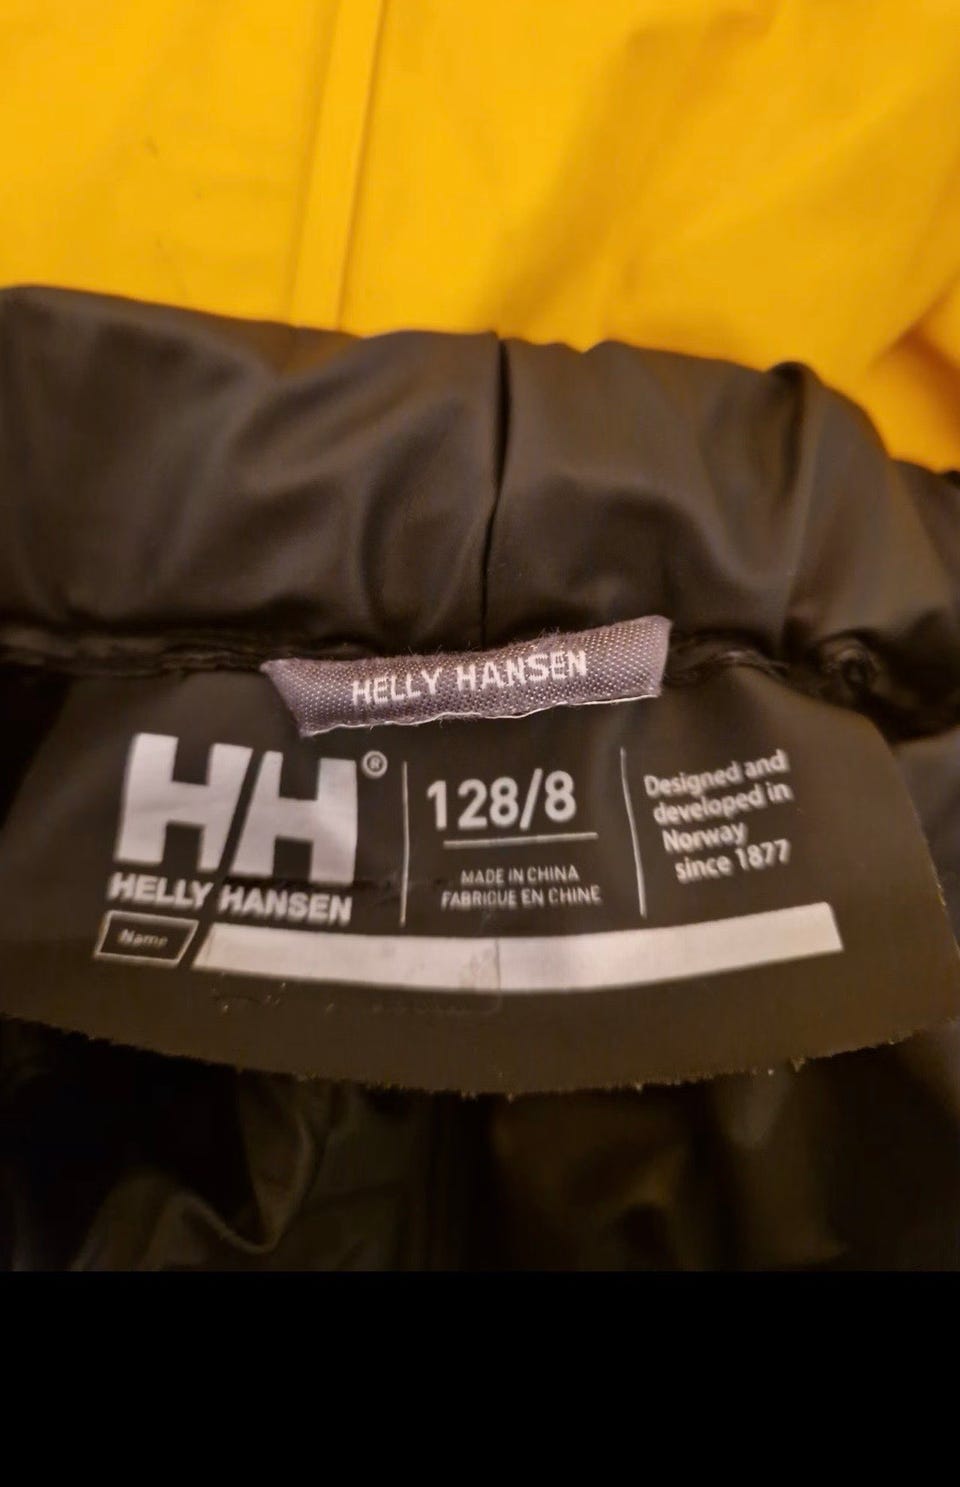 HELLY HANSEN
HH®
HELLY HANSEN
128/8
MADE IN CHINA
FABRIQUE EN CHINE
Designed and
developed in
Norway
since 1877
Name